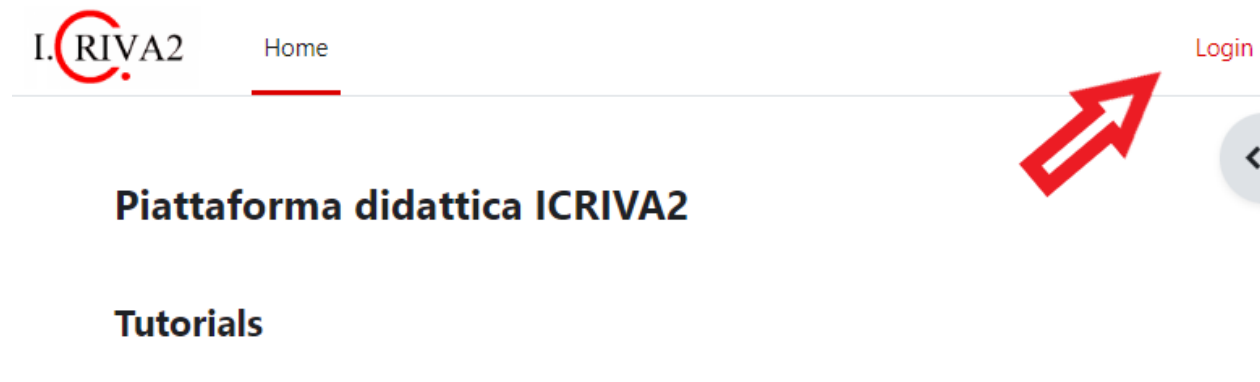 I.C. RIVA2
Home
Login
Piattaforma didattica ICRIVA2
Tutorials